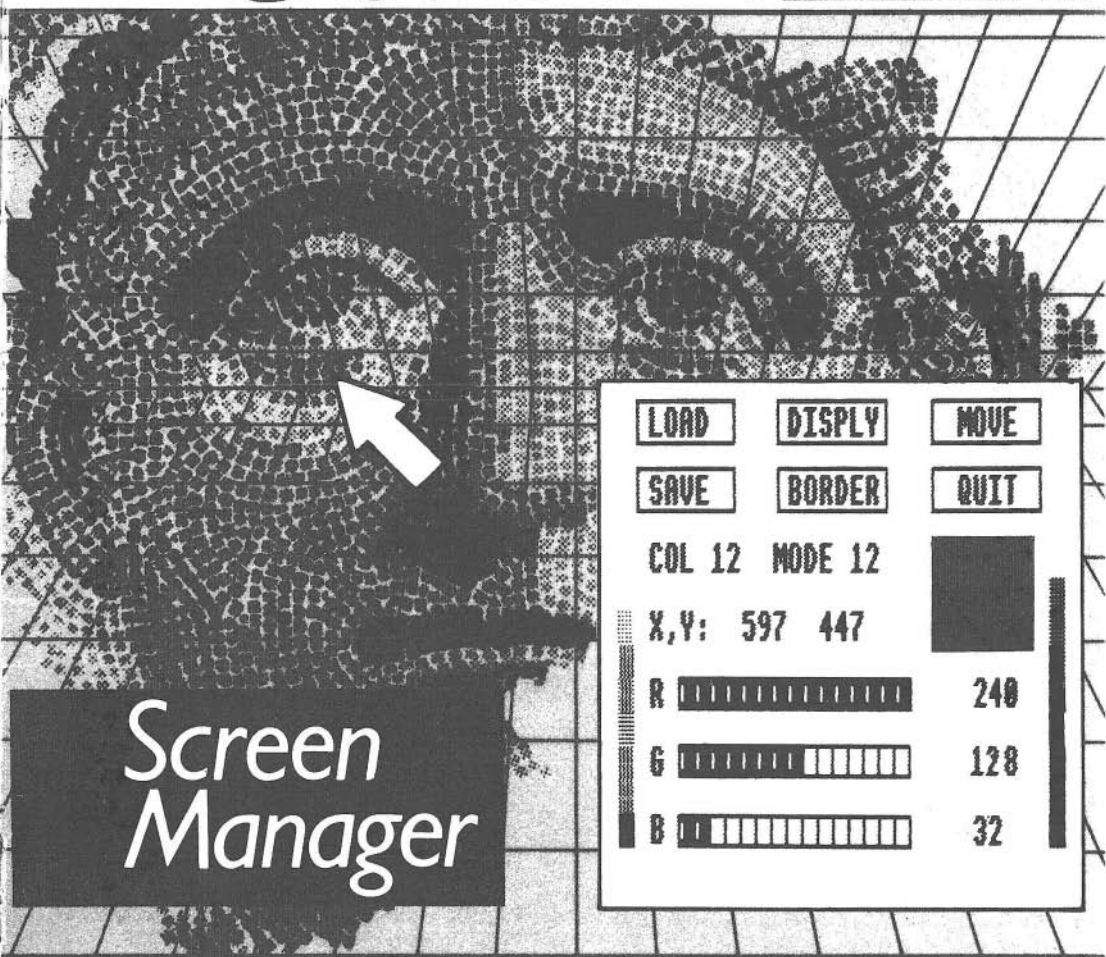 LOAD DISPLY MOVE
SAVE BORDER QUIT
COL 12 MODE 12
X,Y: 597 447
R 240
G 128
B 32
Screen
Manager